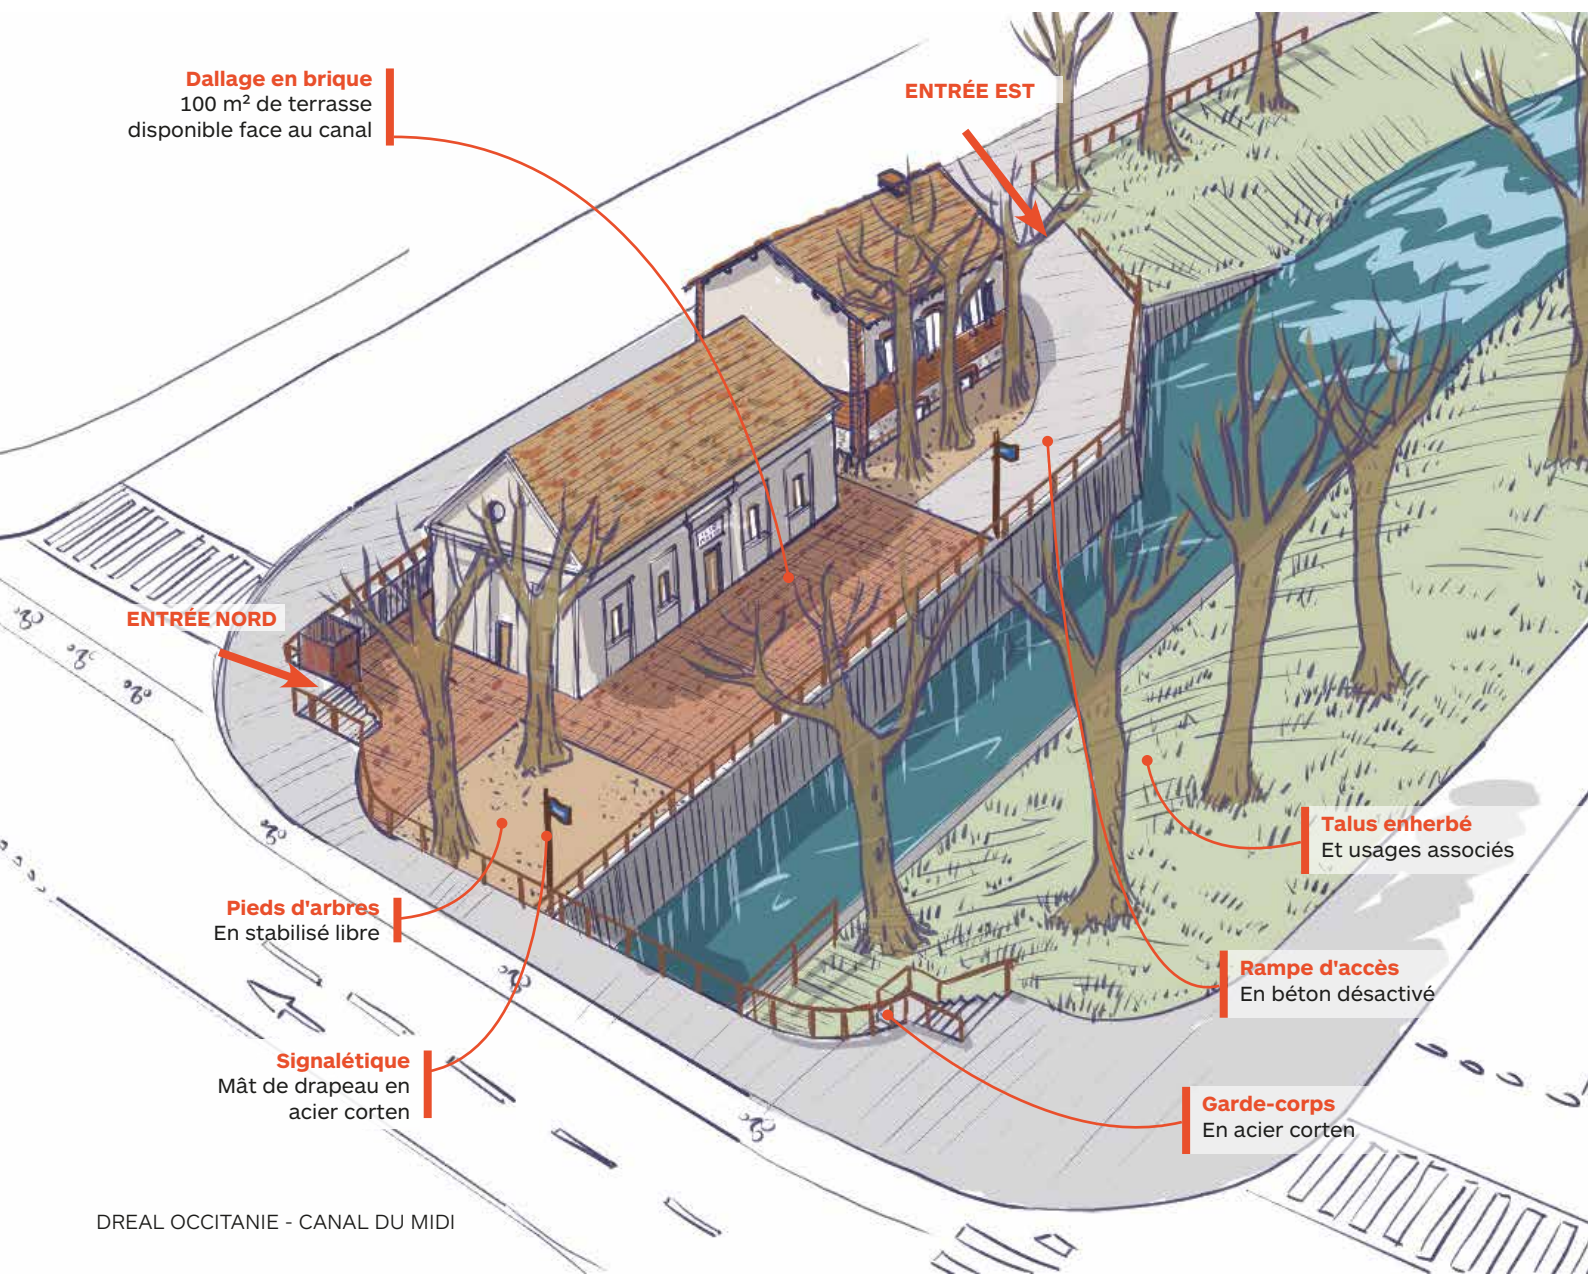 Dallage en brique
100 m² de terrasse
disponible face au canal
ENTRÉE EST
ENTRÉE NORD
Talus enherbé
Et usages associés
Pieds d'arbres
En stabilisé libre
Rampe d'accès
En béton désactivé
Signalétique
Mât de drapeau en
acier corten
Garde-corps
En acier corten
DREAL OCCITANIE - CANAL DU MIDI